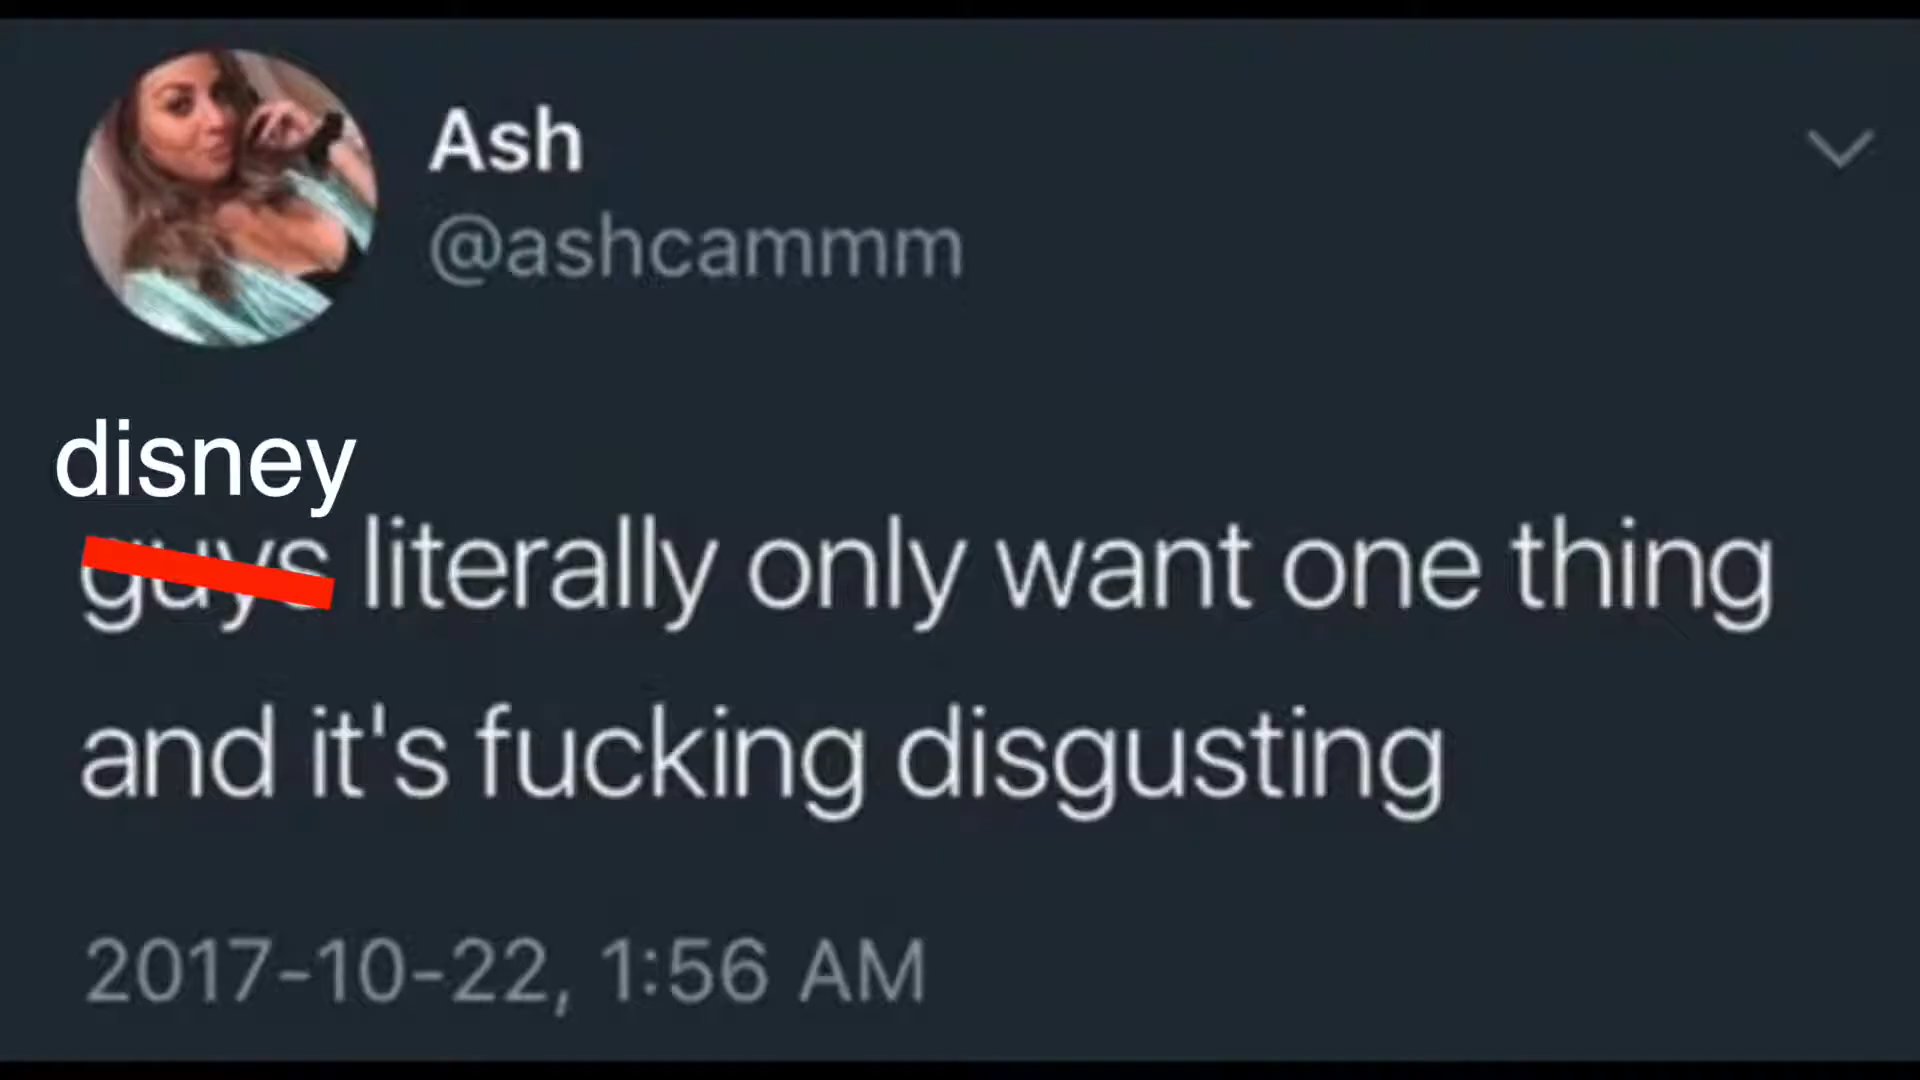 Ash
@ashcammm
disney
guys literally only want one thing
and it's fucking disgusting
2017-10-22, 1:56 AM